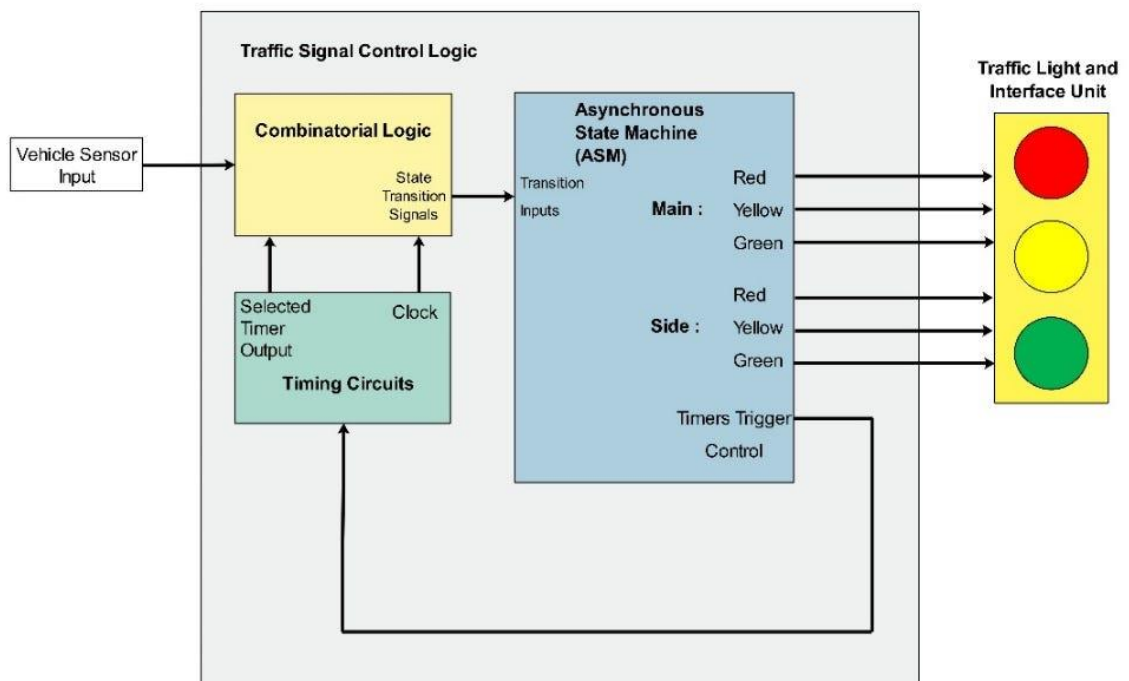 Traffic Signal Control Logic
Traffic Light and
Interface Unit
Vehicle Sensor
Input
Combinatorial Logic
State
Transition
Signals
Asynchronous
State Machine
(ASM)
Transition
Inputs
Red
Main :
Yellow
Green
Red
Side :
Yellow
Green
Timers Trigger
Control
Selected
Timer
Output
Clock
Timing Circuits